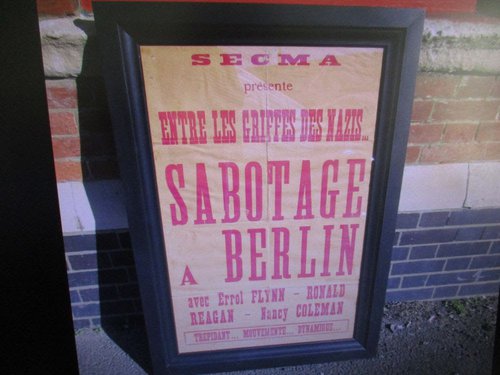 SECMA
présente
ENTRE LES GRIFFES DES NAZIS...
SABOTAGE
A BERLIN
avec Errol FLYNN - RONALD
REAGAN - Nancy COLEMAN
TREPIDANT... MOUVEMENTE... DYNAMIQUE...